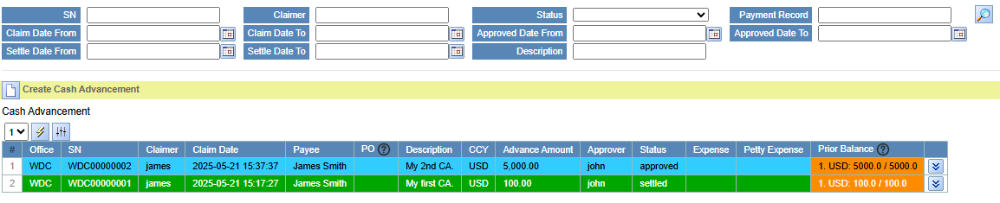 SN Claimer Status Payment Record
Claim Date From Claim Date To Approved Date From Approved Date To
Settle Date From Settle Date To Description
Create Cash Advancement
Cash Advancement
1
# Office SN Claimer Claim Date Payee PO ? Description CCY Advance Amount Approver Status Expense Petty Expense Prior Balance ?
1 WDC WDC00000002 james 2025-05-21 15:37:37 James Smith My 2nd CA. USD 5,000.00 john approved 1. USD: 5000.0 / 5000.0
2 WDC WDC00000001 james 2025-05-21 15:17:27 James Smith My first CA. USD 100.00 john settled 1. USD: 100.0 / 100.0